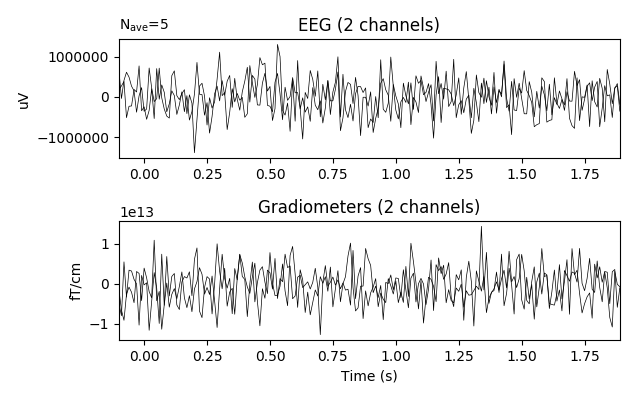 Nave=5
EEG (2 channels)
1000000
0
−1000000
uV
0.00 0.25 0.50 0.75 1.00 1.25 1.50 1.75
1e13
Gradiometers (2 channels)
1
0
−1
fT/cm
0.00 0.25 0.50 0.75 1.00 1.25 1.50 1.75
Time (s)